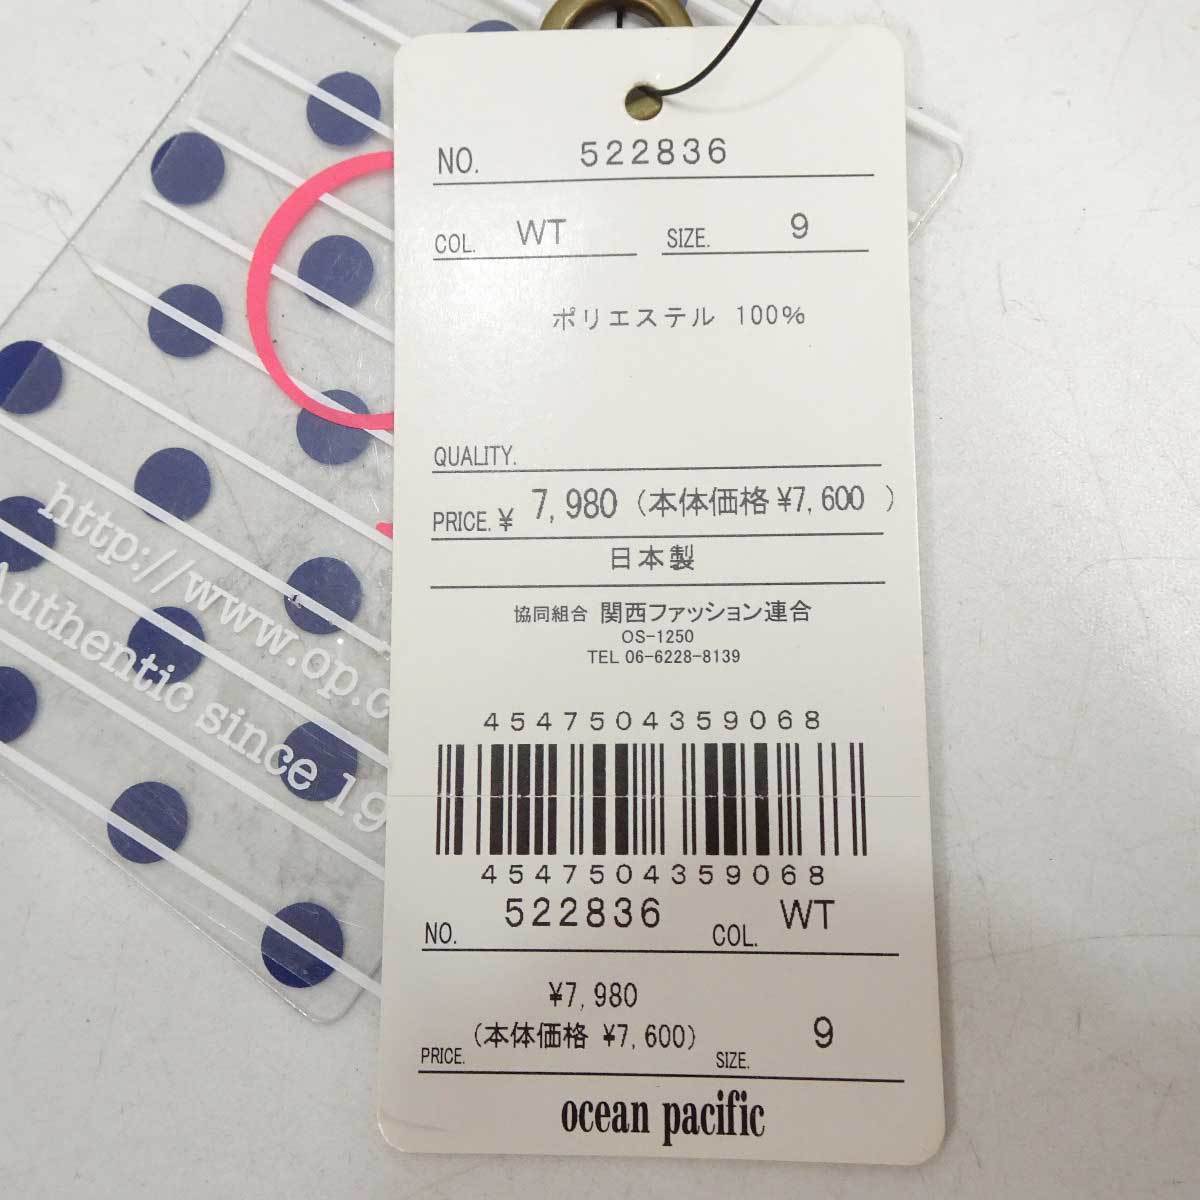 NO. 522836
COL. WT SIZE. 9
ポリエステル 100%
QUALITY.
PRICE. ¥ 7,980 (本体価格 ¥7,600 )
日本製
協同組合 関西ファッション連合
OS-1250
TEL 06-6228-8139
4547504359068
4547504359068
NO. 522836 COL. WT
¥7,980
(本体価格 ¥7,600)
PRICE. SIZE. 9
ocean pacific
http://www.op.c
Authentic since 19